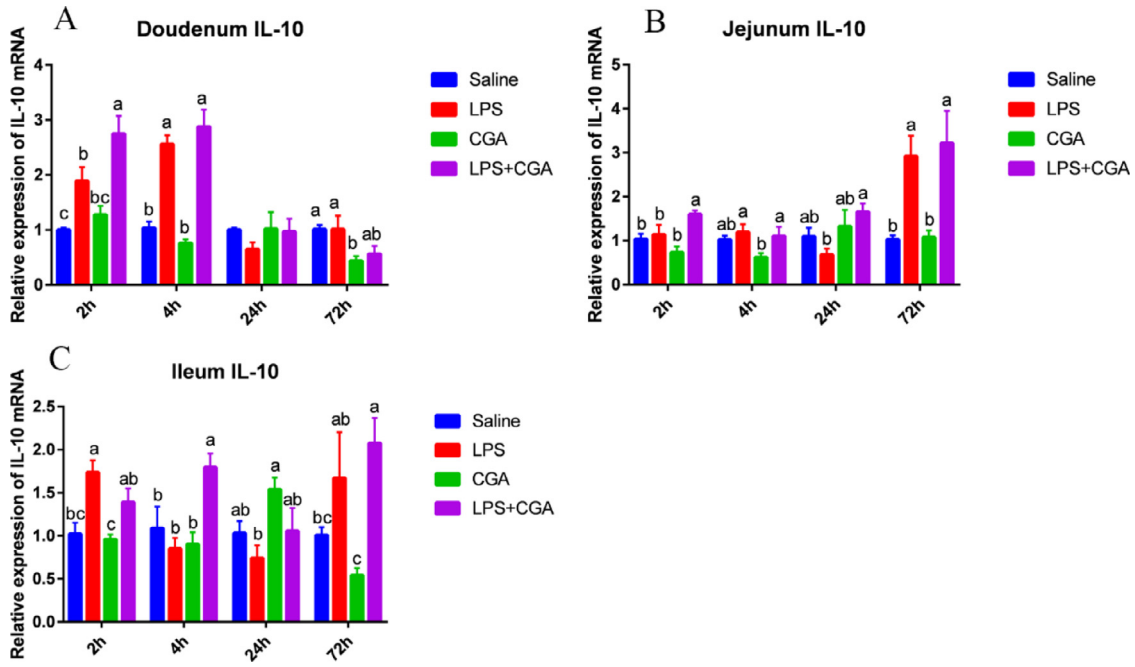 A
Doudenum IL-10
Relative expression of IL-10 mRNA
4
3
2
1
0
c
b
bc
a
b
a
b
a
a
a
b
ab
2h
4h
24h
72h
Saline
LPS
CGA
LPS+CGA
B
Jejunum IL-10
Relative expression of IL-10 mRNA
5
4
3
2
1
0
b
b
b
a
ab
a
b
a
ab
b
ab
a
b
a
b
a
2h
4h
24h
72h
Saline
LPS
CGA
LPS+CGA
C
Ileum IL-10
Relative expression of IL-10 mRNA
2.5
2.0
1.5
1.0
0.5
0.0
bc
a
c
ab
b
b
b
a
ab
b
a
ab
bc
ab
c
a
2h
4h
24h
72h
Saline
LPS
CGA
LPS+CGA